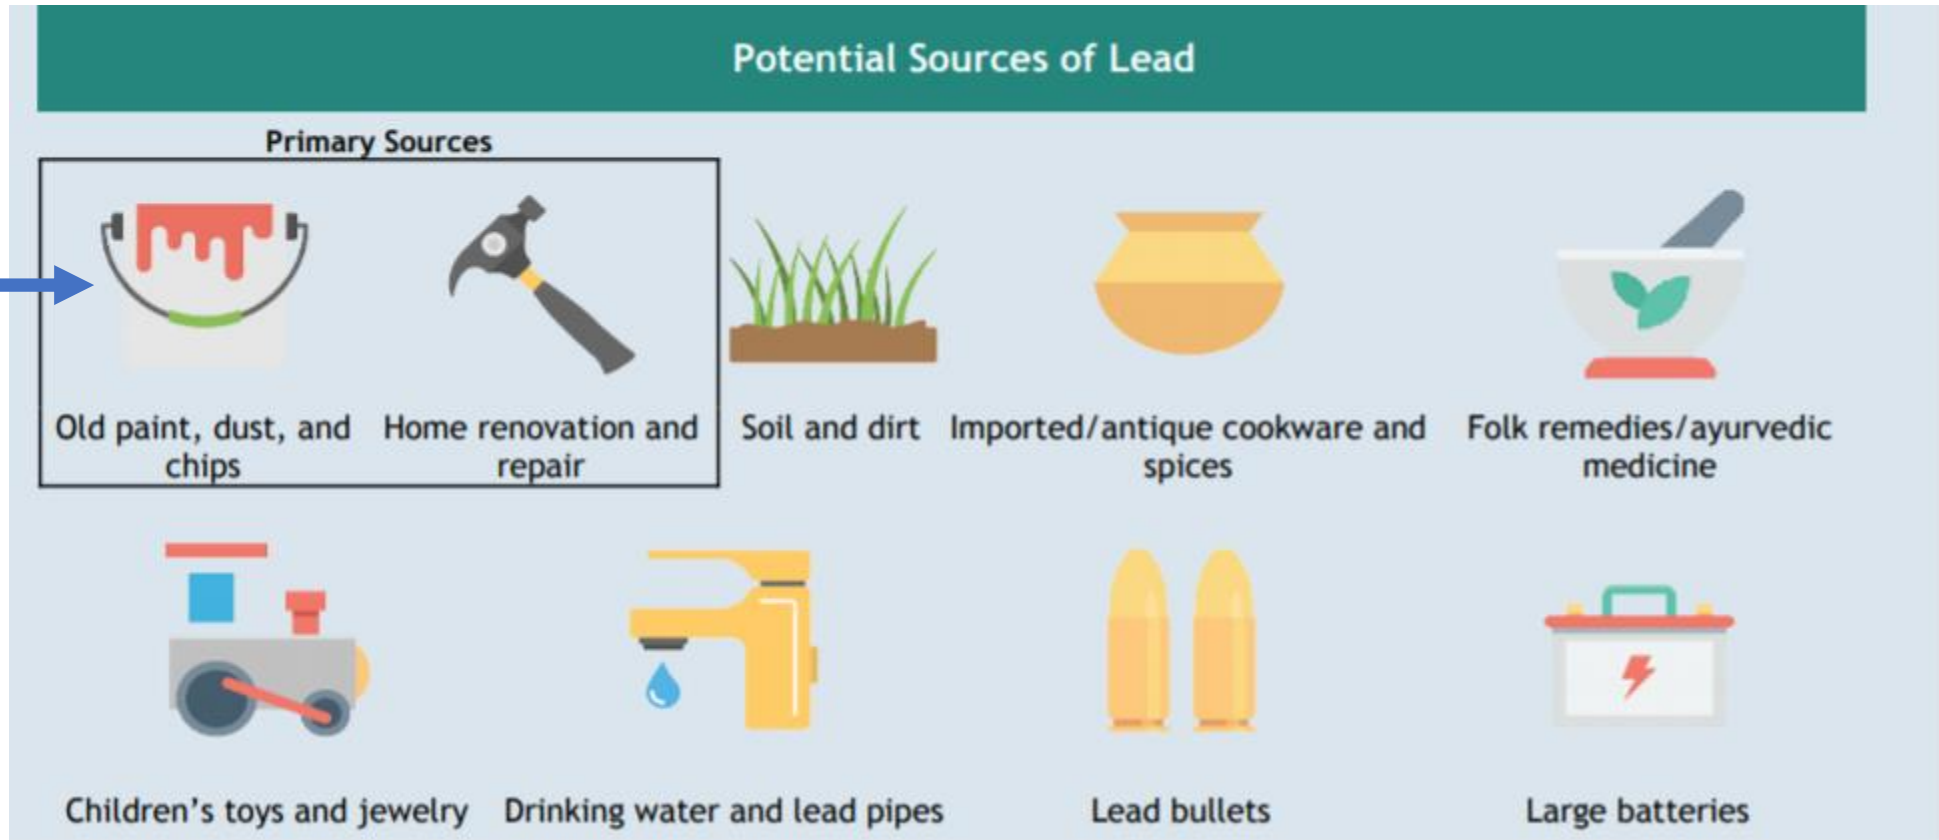 Potential Sources of Lead
Primary Sources
Old paint, dust, and
chips
Home renovation and
repair
Soil and dirt
Imported/antique cookware and
spices
Folk remedies/ayurvedic
medicine
Children's toys and jewelry
Drinking water and lead pipes
Lead bullets
Large batteries